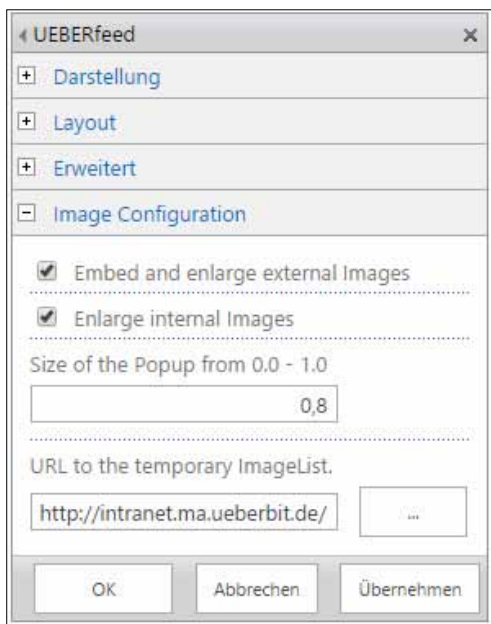 UEBERfeed
Darstellung
Layout
Erweitert
Image Configuration
Embed and enlarge external Images
Enlarge internal Images
Size of the Popup from 0.0 - 1.0
0,8
URL to the temporary ImageList.
http://intranet.ma.ueberbit.de/ ...
OK Abbrechen Übernehmen